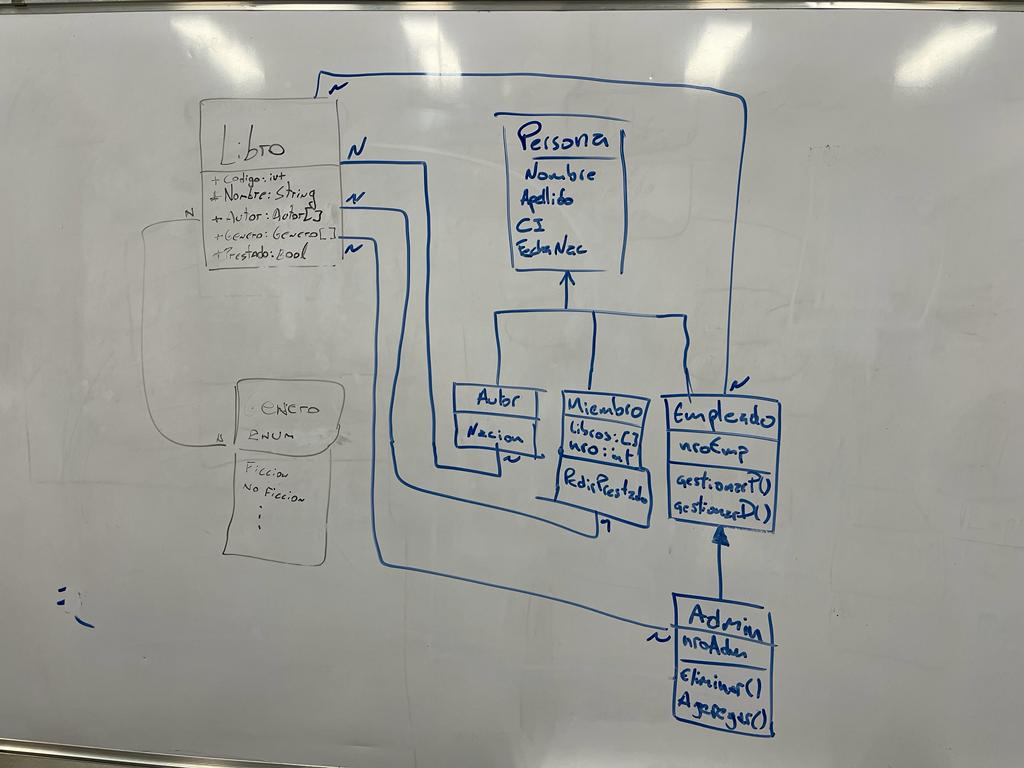 Libro
+ Codigo: int
+ Nombre: String
+ Autor: Autor[]
+ Genero: Genero[]
+ Prestado: Bool
N
N
N
N
N
Genero
ENUM
Ficcion
No Ficcion
Persona
Nombre
Apellido
CI
FechaNac
Autor
Nacion
N
Miembro
libros: []
nro: int
PedirPrestado
1
Empleado
nroEmp
gestionarP()
gestionarD()
N
Admin
nroAdm
Eliminar()
N